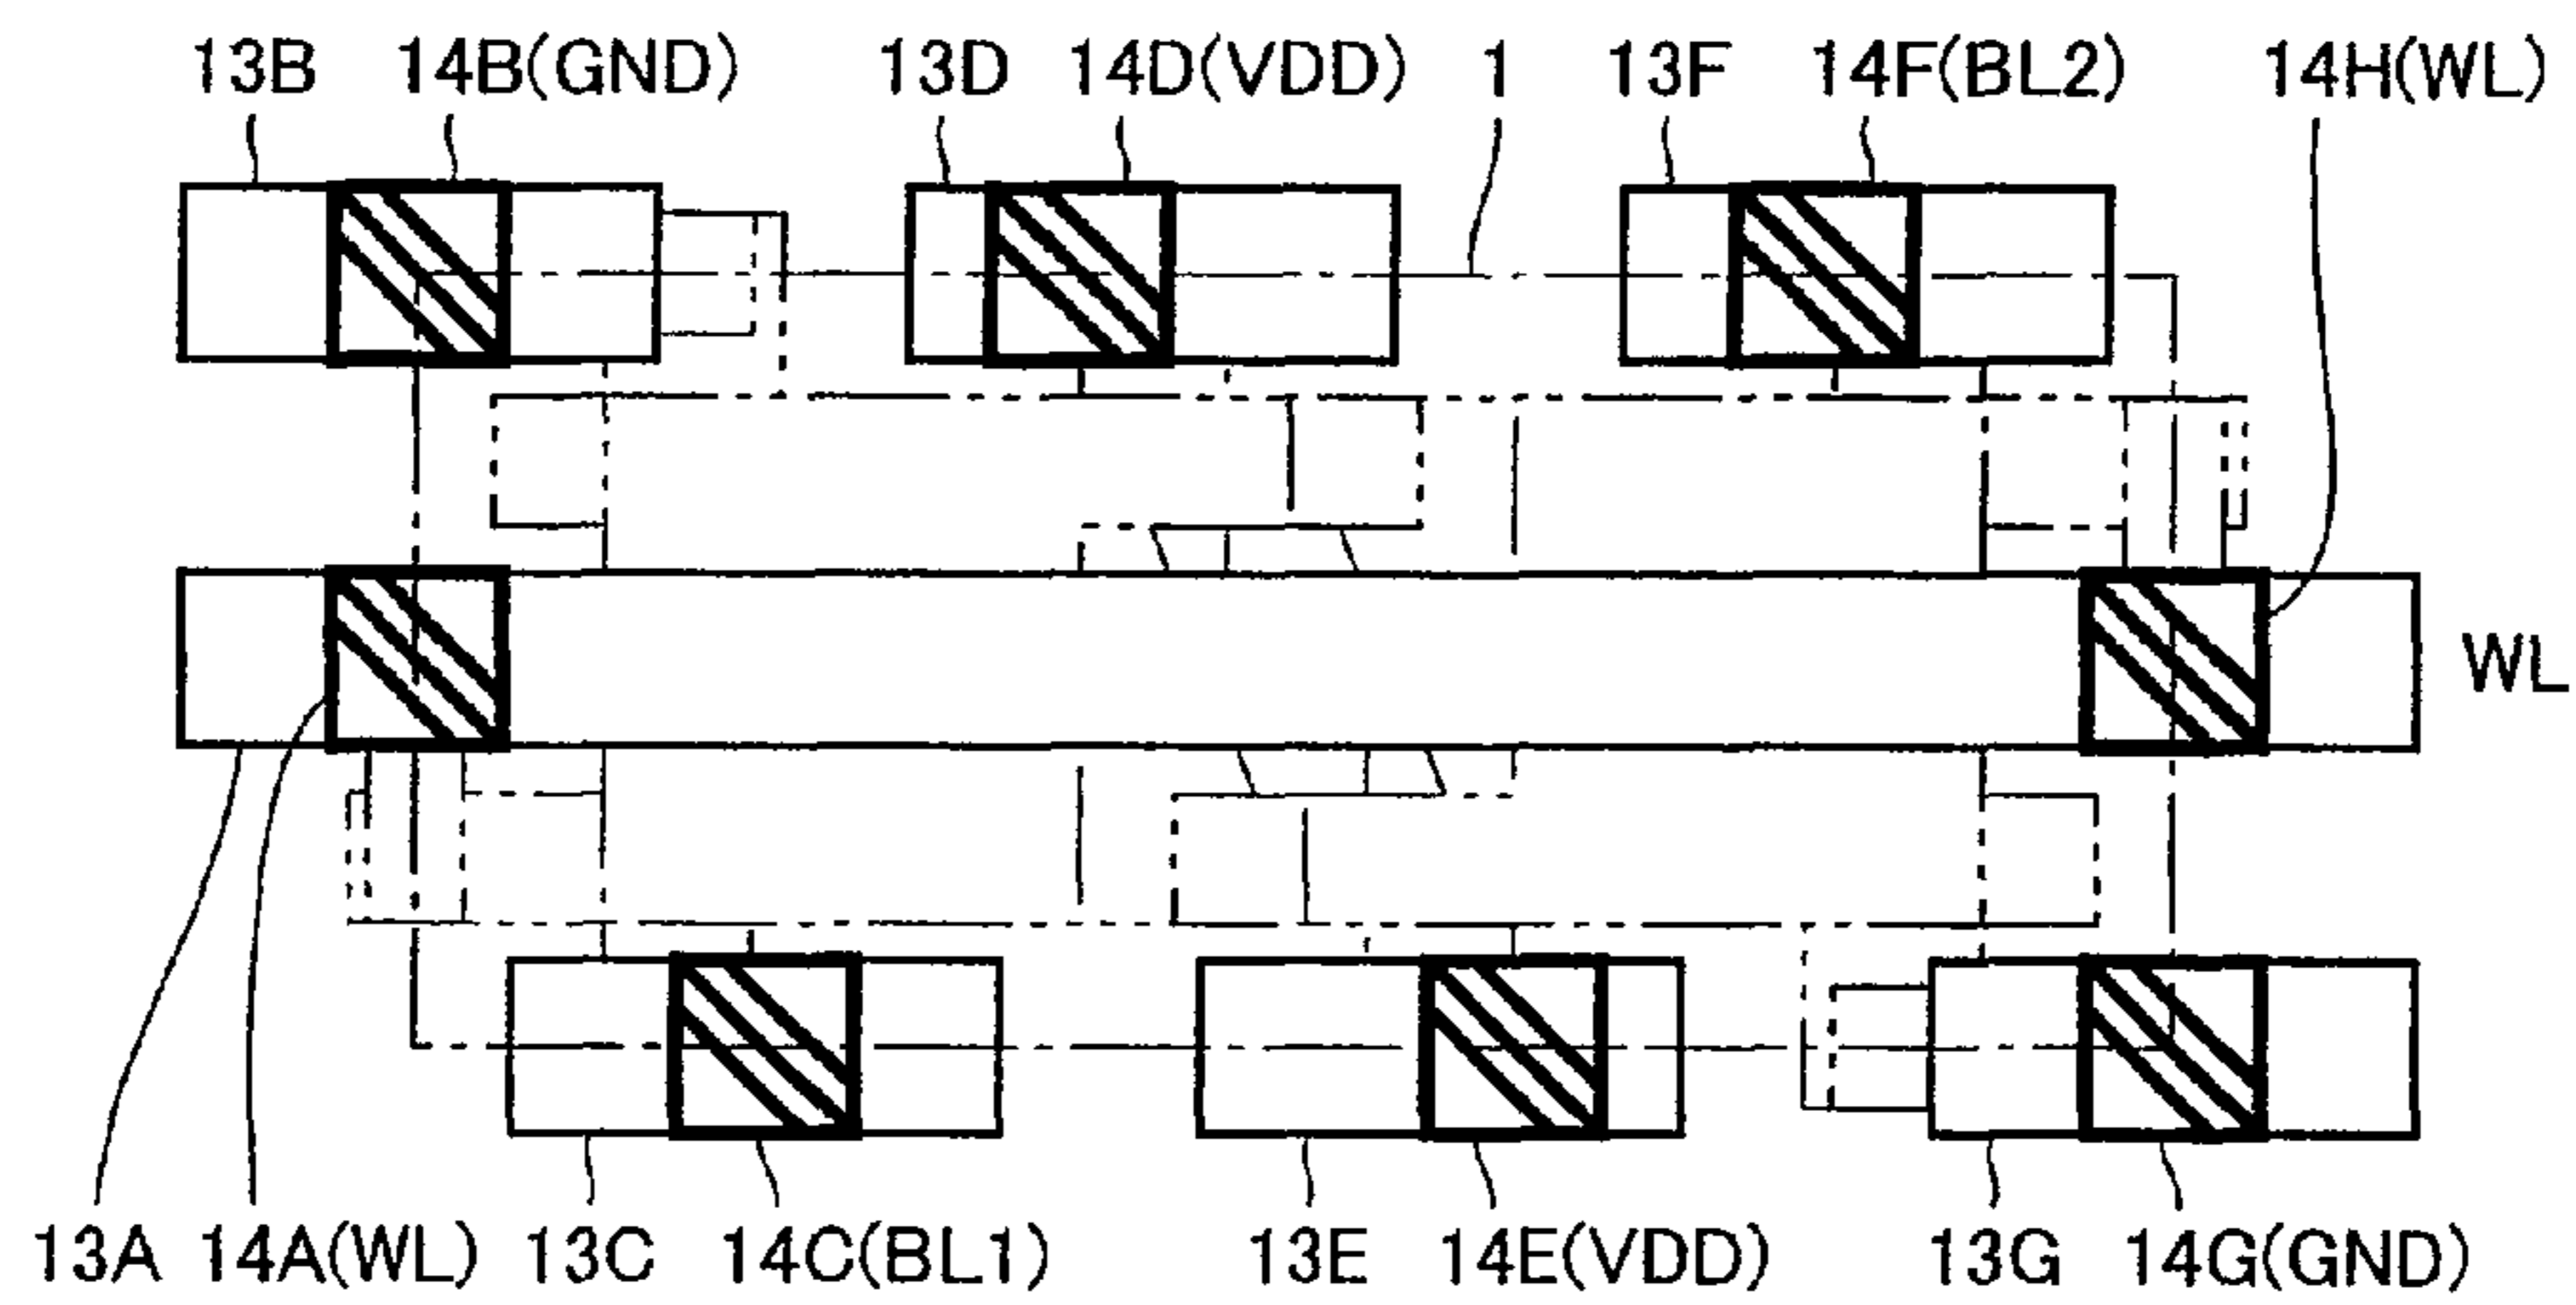 13B 14B(GND) 13D 14D(VDD) 1 13F 14F(BL2) 14H(WL)
WL
13A 14A(WL) 13C 14C(BL1) 13E 14E(VDD) 13G 14G(GND)